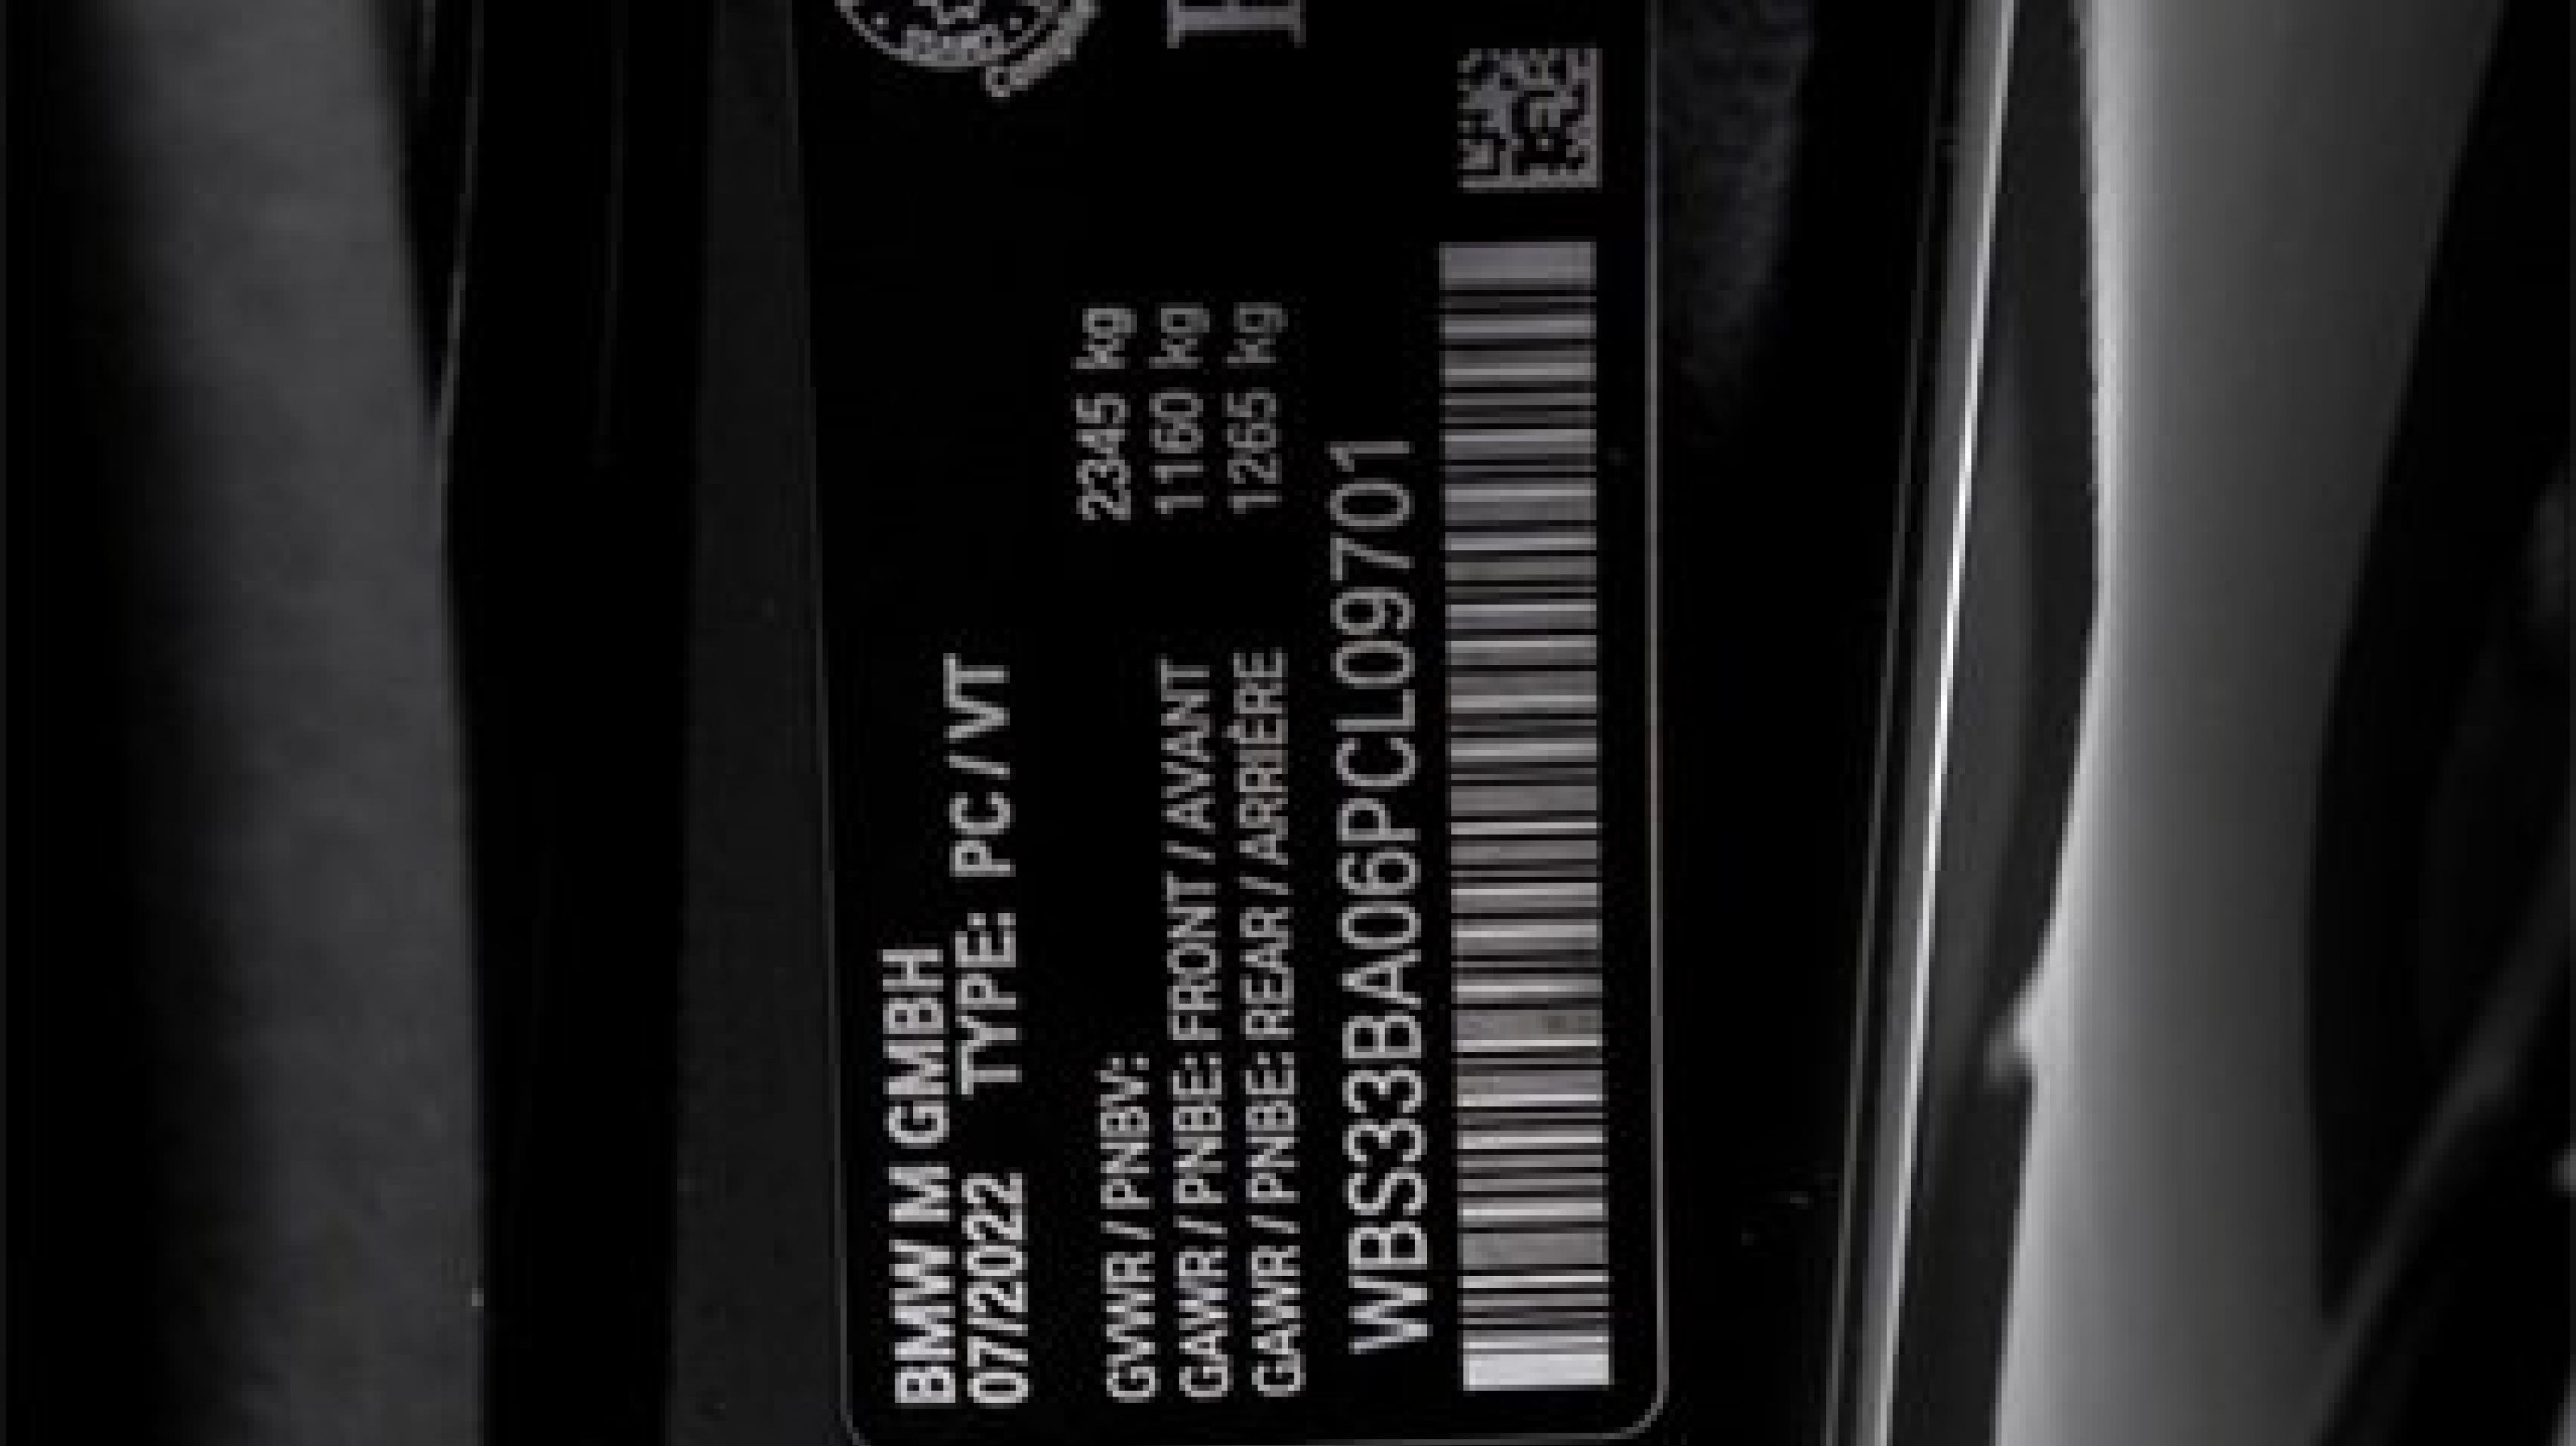 BMW M GMBH
07/2022 TYPE: PC / VT
GVWR / PNBV: 2345 kg
GAWR / PNBE: FRONT / AVANT 1160 kg
GAWR / PNBE: REAR / ARRIÈRE 1265 kg
WBS33BA06PCL09701